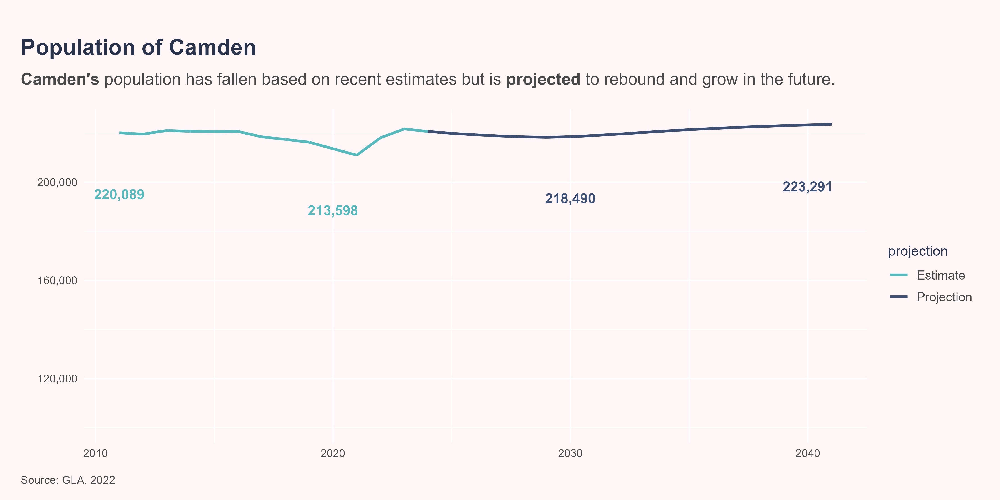 Population of Camden
Camden's population has fallen based on recent estimates but is projected to rebound and grow in the future.
200,000
160,000
120,000
220,089
213,598
218,490
223,291
2010
2020
2030
2040
projection
Estimate
Projection
Source: GLA, 2022